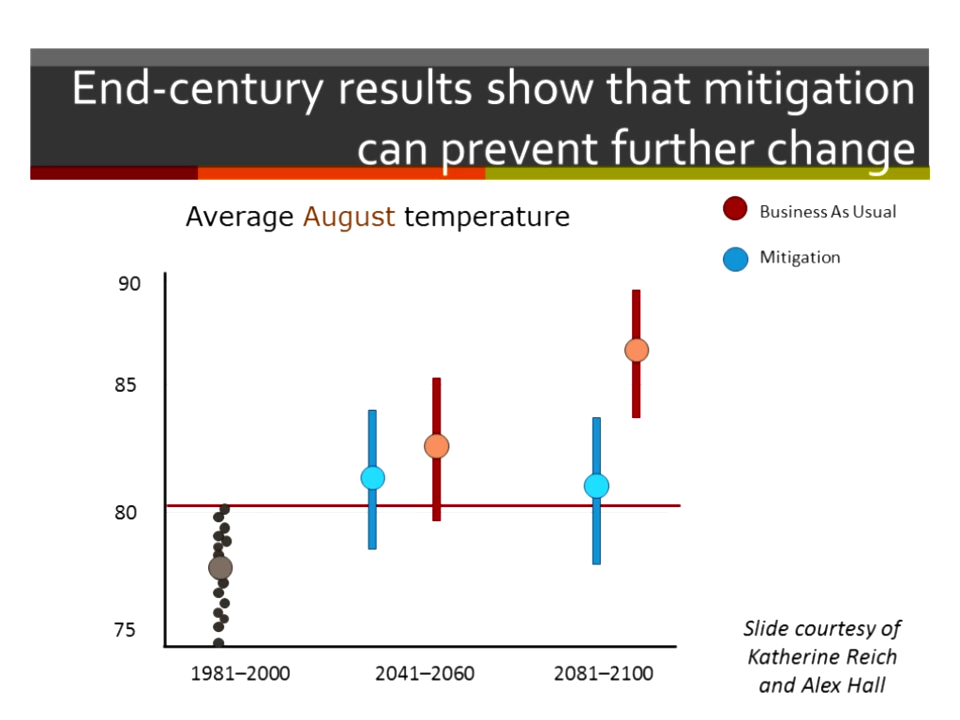 End-century results show that mitigation
can prevent further change
Average August temperature
Business As Usual
Mitigation
90
85
80
75
1981–2000
2041–2060
2081–2100
Slide courtesy of
Katherine Reich
and Alex Hall